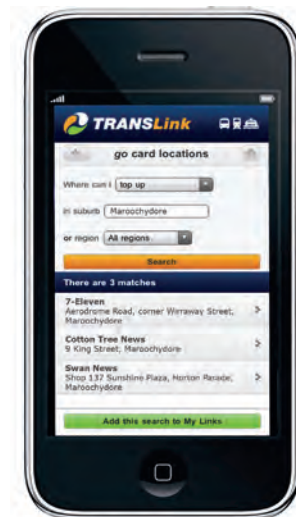 TRANSLink
go card locations
Where can I top up
in suburb Maroochydore
or region All regions
Search
There are 3 matches
7-Eleven
Aerodrome Road, corner Wirraway Street,
Maroochydore
Cotton Tree News
9 King Street, Maroochydore
Swan News
Shop 137 Sunshine Plaza, Horton Parade,
Maroochydore
Add this search to My Links